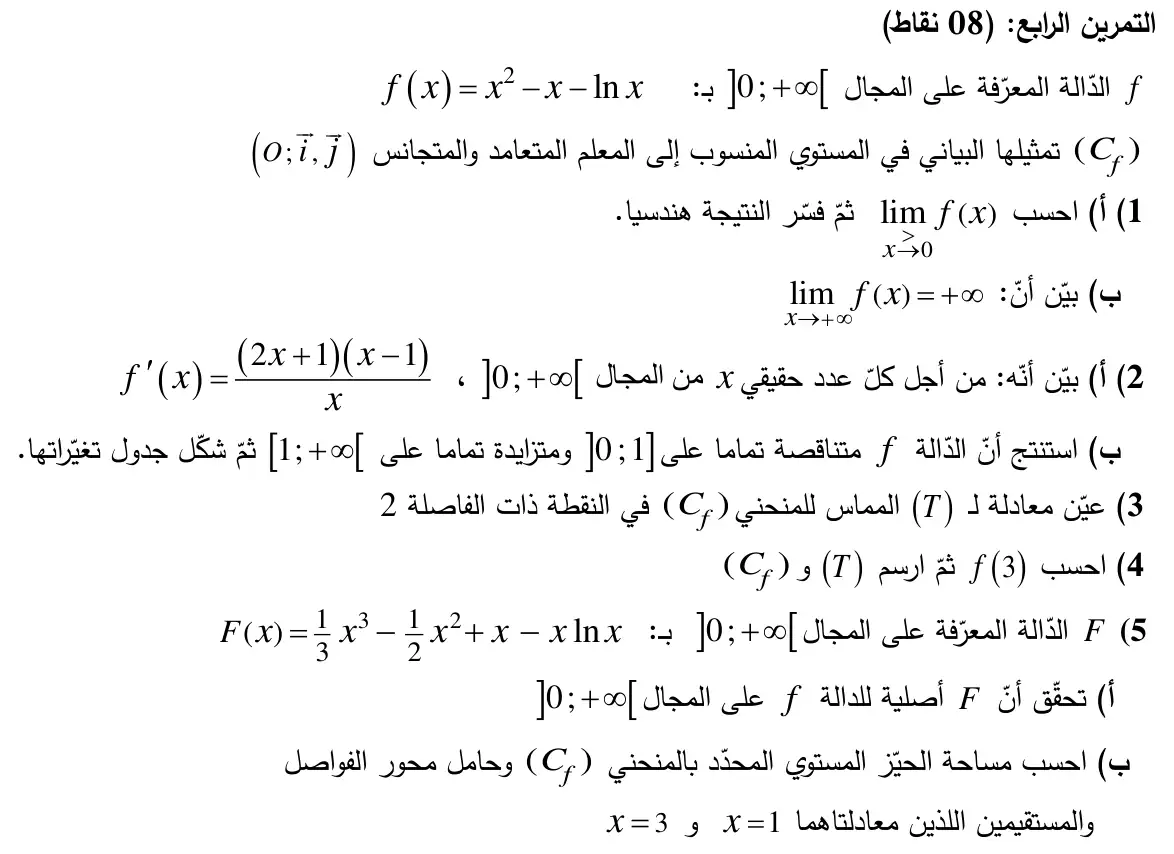 التمرين الرابع: (08 نقاط)
f الدّالة المعرّفة على المجال ]0;+∞[ بـ: f(x) = x² − x − ln x
(C_f) تمثيلها البياني في المستوي المنسوب إلى المعلم المتعامد والمتجانس (O; i⃗, j⃗)
1) أ) احسب lim_{x→0, >} f(x) ثمّ فسّر النتيجة هندسيا.
ب) بيّن أنّ: lim_{x→+∞} f(x) = +∞
2) أ) بيّن أنّه: من أجل كلّ عدد حقيقي x من المجال ]0;+∞[ ، f′(x) = (2x+1)(x−1)/x
ب) استنتج أنّ الدّالة f متناقصة تماما على ]0;1] ومتزايدة تماما على [1;+∞[ ثمّ شكّل جدول تغيّراتها.
3) عيّن معادلة لـ (T) المماس للمنحني (C_f) في النقطة ذات الفاصلة 2
4) احسب f(3) ثمّ ارسم (T) و (C_f)
5) F الدّالة المعرّفة على المجال ]0;+∞[ بـ: F(x) = 1/3 x³ − 1/2 x² + x − x ln x
أ) تحقّق أنّ F أصلية للدالة f على المجال ]0;+∞[
ب) احسب مساحة الحيّز المستوي المحدّد بالمنحني (C_f) وحامل محور الفواصل
والمستقيمين اللذين معادلتاهما x=1 و x=3